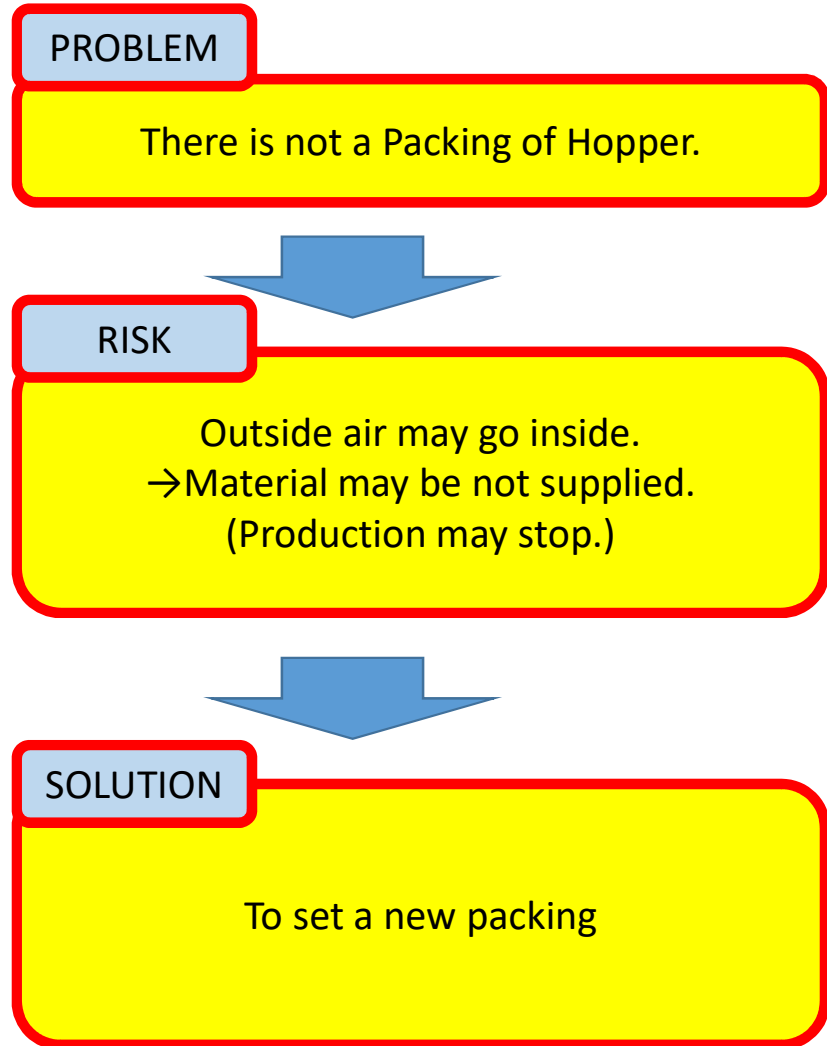 PROBLEM
There is not a Packing of Hopper.
RISK
Outside air may go inside.
→Material may be not supplied.
(Production may stop.)
SOLUTION
To set a new packing